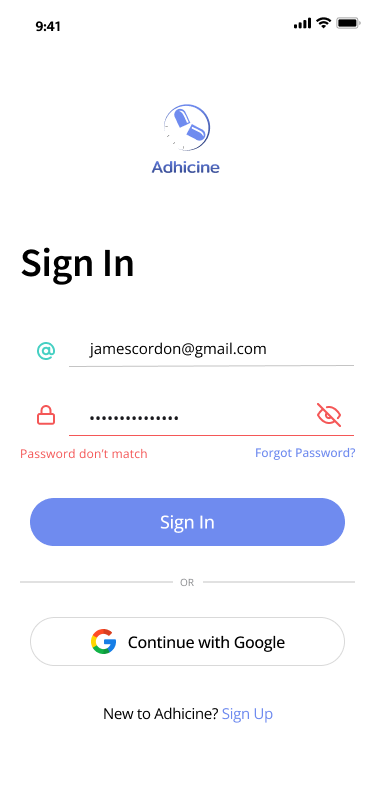 9:41
Adhicine
Sign In
@
jamescordon@gmail.com
Password don't match
Forgot Password?
Sign In
OR
Continue with Google
New to Adhicine? Sign Up